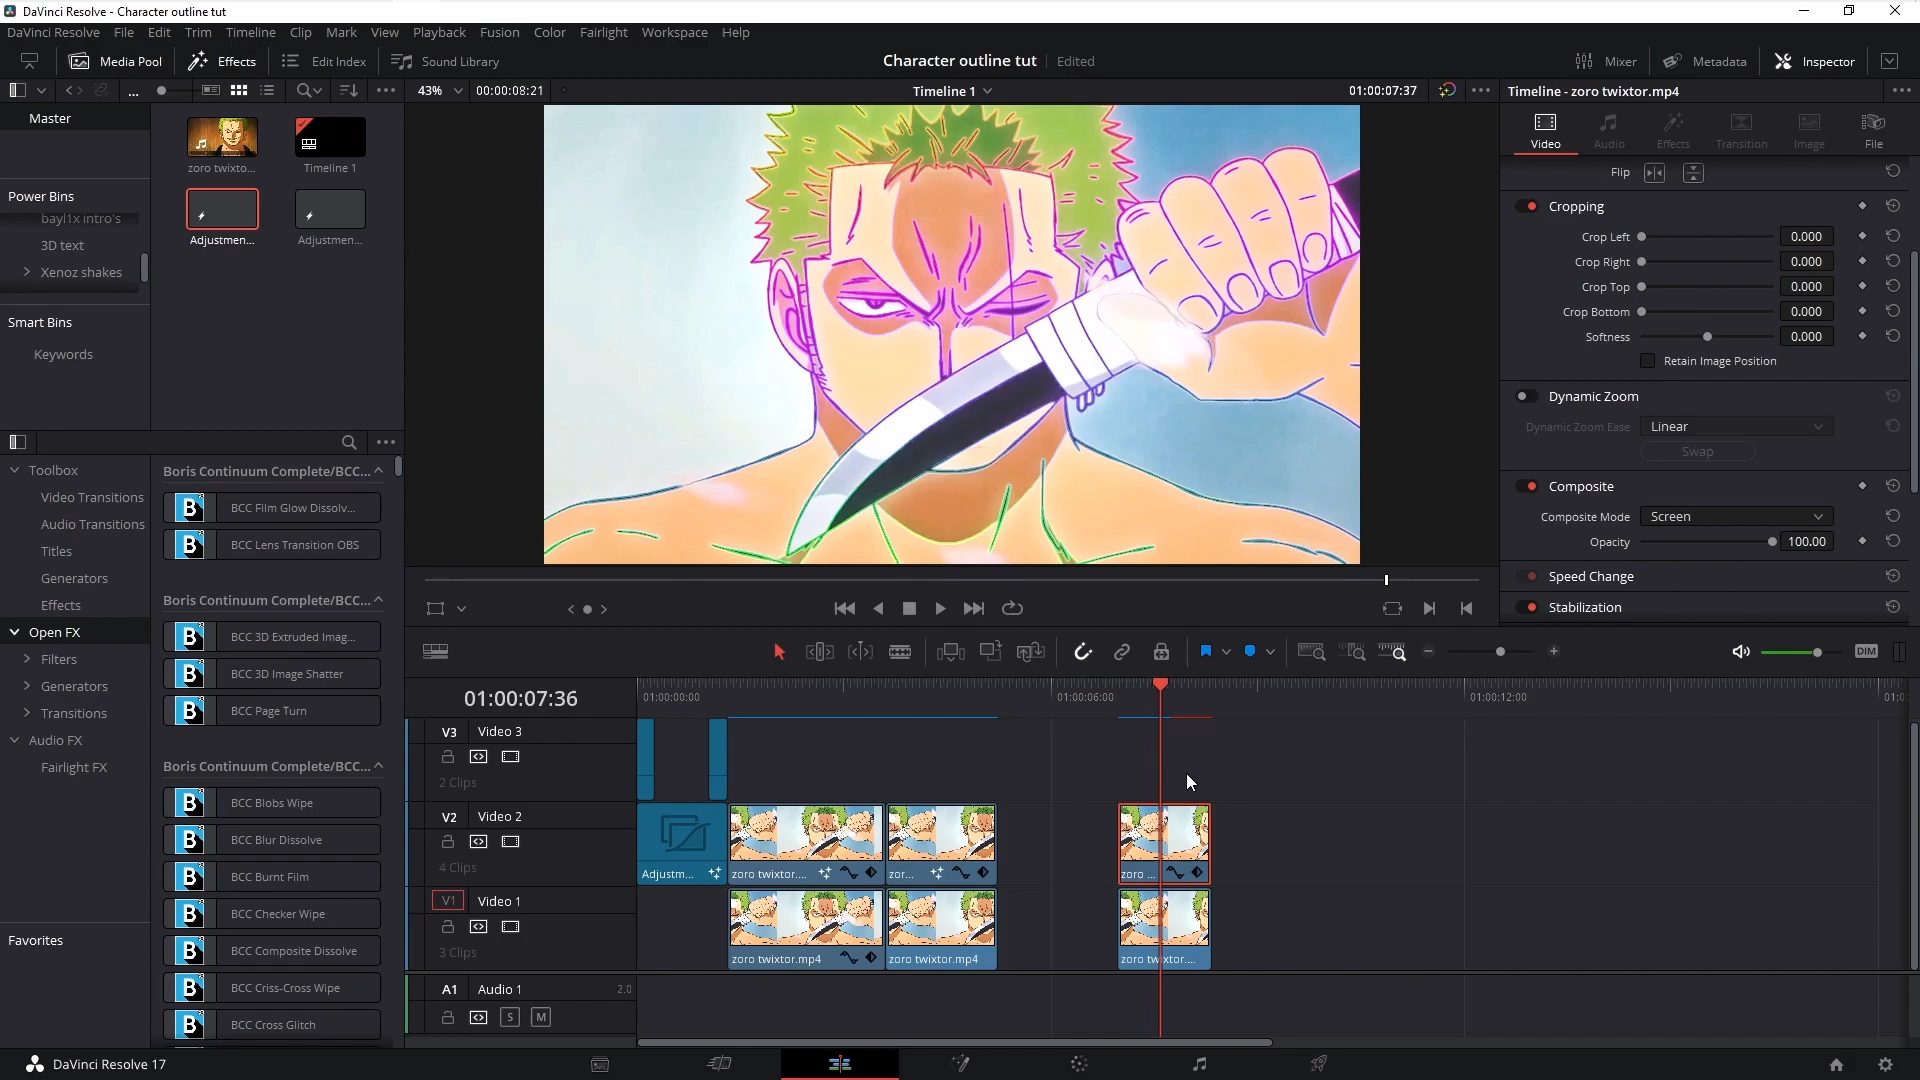 DaVinci Resolve - Character outline tut
DaVinci Resolve File Edit Trim Timeline Clip Mark View Playback Fusion Color Fairlight Workspace Help
Media Pool Effects Edit Index Sound Library Character outline tut Edited Mixer Metadata Inspector
... 43% 00:00:08:21 Timeline 1 01:00:07:37 Timeline - zoro twixtor.mp4
Master
zoro twixto... Timeline 1
Adjustmen... Adjustmen...
Power Bins
bayl1x intro's
3D text
Xenoz shakes
Smart Bins
Keywords
Video Audio Effects Transition Image File
Flip
Cropping
Crop Left 0.000
Crop Right 0.000
Crop Top 0.000
Crop Bottom 0.000
Softness 0.000
Retain Image Position
Dynamic Zoom
Dynamic Zoom Ease Linear
Swap
Composite
Composite Mode Screen
Opacity 100.00
Speed Change
Stabilization
Toolbox
Video Transitions
Audio Transitions
Titles
Generators
Effects
Open FX
Filters
Generators
Transitions
Audio FX
Fairlight FX
Favorites
Boris Continuum Complete/BCC...
B BCC Film Glow Dissolv...
B BCC Lens Transition OBS
Boris Continuum Complete/BCC...
B BCC 3D Extruded Imag...
B BCC 3D Image Shatter
B BCC Page Turn
Boris Continuum Complete/BCC...
B BCC Blobs Wipe
B BCC Blur Dissolve
B BCC Burnt Film
B BCC Checker Wipe
B BCC Composite Dissolve
B BCC Criss-Cross Wipe
B BCC Cross Glitch
DIM
01:00:07:36 01:00:00:00 01:00:06:00 01:00:12:00 01:0
V3 Video 3
2 Clips
V2 Video 2
4 Clips
Adjustm... zoro twixtor.... zor... zoro ...
V1 Video 1
3 Clips
zoro twixtor.mp4 zoro twixtor.mp4 zoro twixtor....
A1 Audio 1 2.0
S M
DaVinci Resolve 17